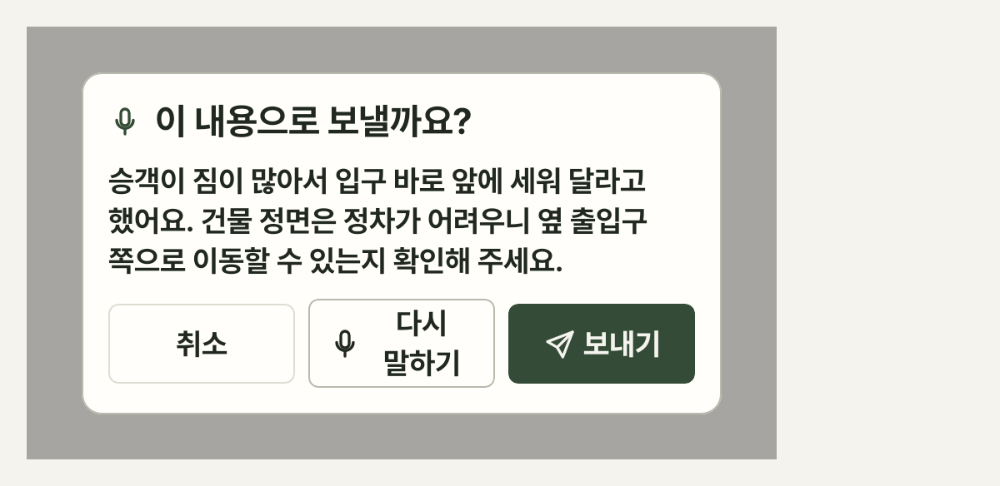 이 내용으로 보낼까요?
승객이 짐이 많아서 입구 바로 앞에 세워 달라고
했어요. 건물 정면은 정차가 어려우니 옆 출입구
쪽으로 이동할 수 있는지 확인해 주세요.
취소
다시
말하기
보내기